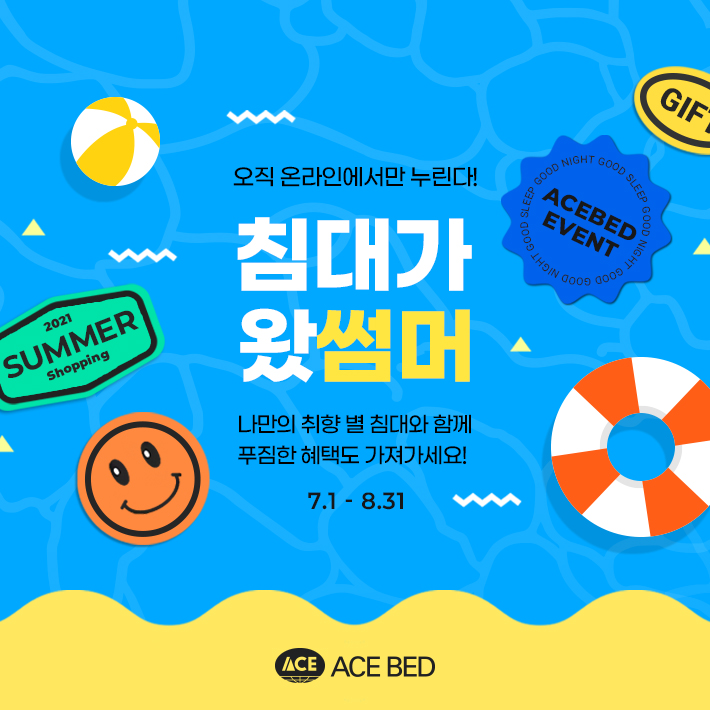 GIFT
오직 온라인에서만 누린다!
GOOD NIGHT GOOD SLEEP GOOD NIGHT GOOD SLEEP GOOD NIGHT GOOD SLEEP
ACEBED
EVENT
침대가
왔썸머
2021
SUMMER
Shopping
나만의 취향 별 침대와 함께
푸짐한 혜택도 가져가세요!
7.1 - 8.31
ACE ACE BED